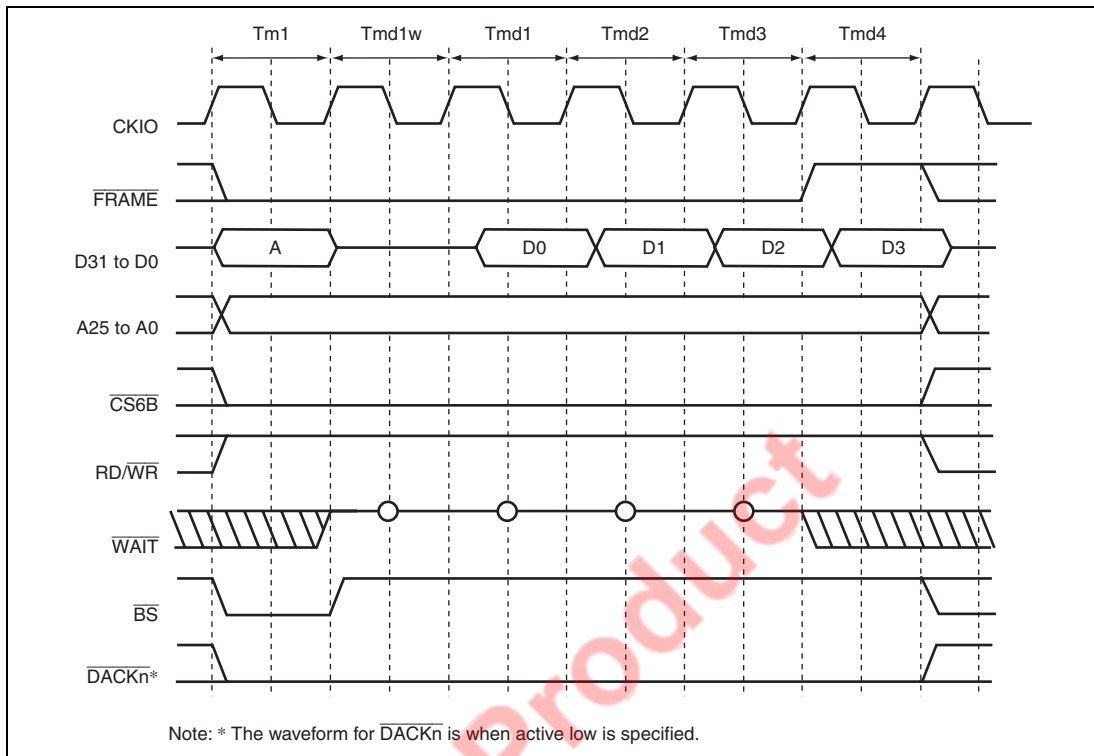 Tm1 Tmd1w Tmd1 Tmd2 Tmd3 Tmd4
CKIO
FRAME
D31 to D0 A D0 D1 D2 D3
A25 to A0
CS6B
RD/WR
WAIT
BS
DACKn*
Note: * The waveform for DACKn is when active low is specified.
Product